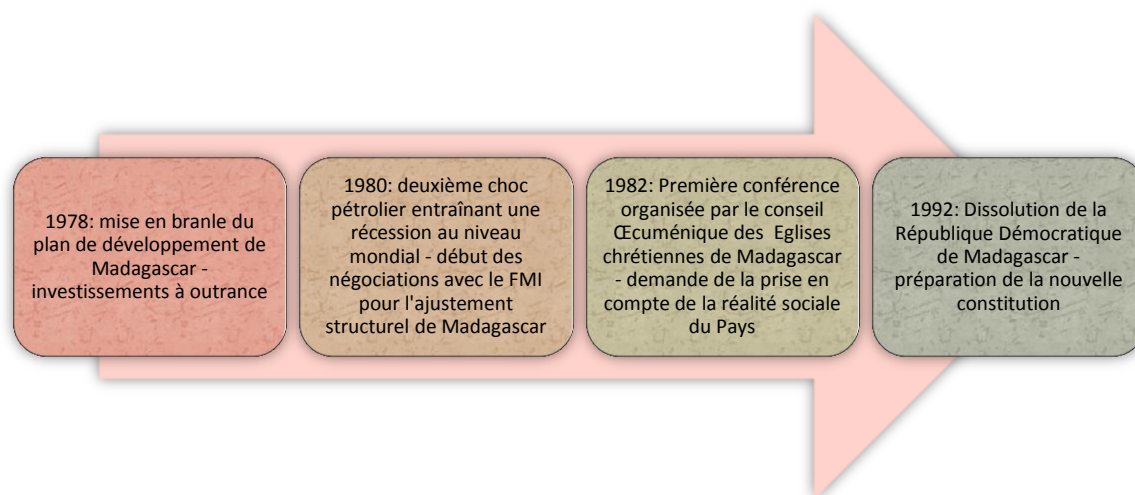 1978: mise en branle du
plan de développement de
Madagascar -
investissements à outrance
1980: deuxième choc
pétrolier entraînant une
récession au niveau
mondial - début des
négociations avec le FMI
pour l'ajustement
structurel de Madagascar
1982: Première conférence
organisée par le conseil
Œcuménique des Eglises
chrétiennes de Madagascar
- demande de la prise en
compte de la réalité sociale
du Pays
1992: Dissolution de la
République Démocratique
de Madagascar -
préparation de la nouvelle
constitution